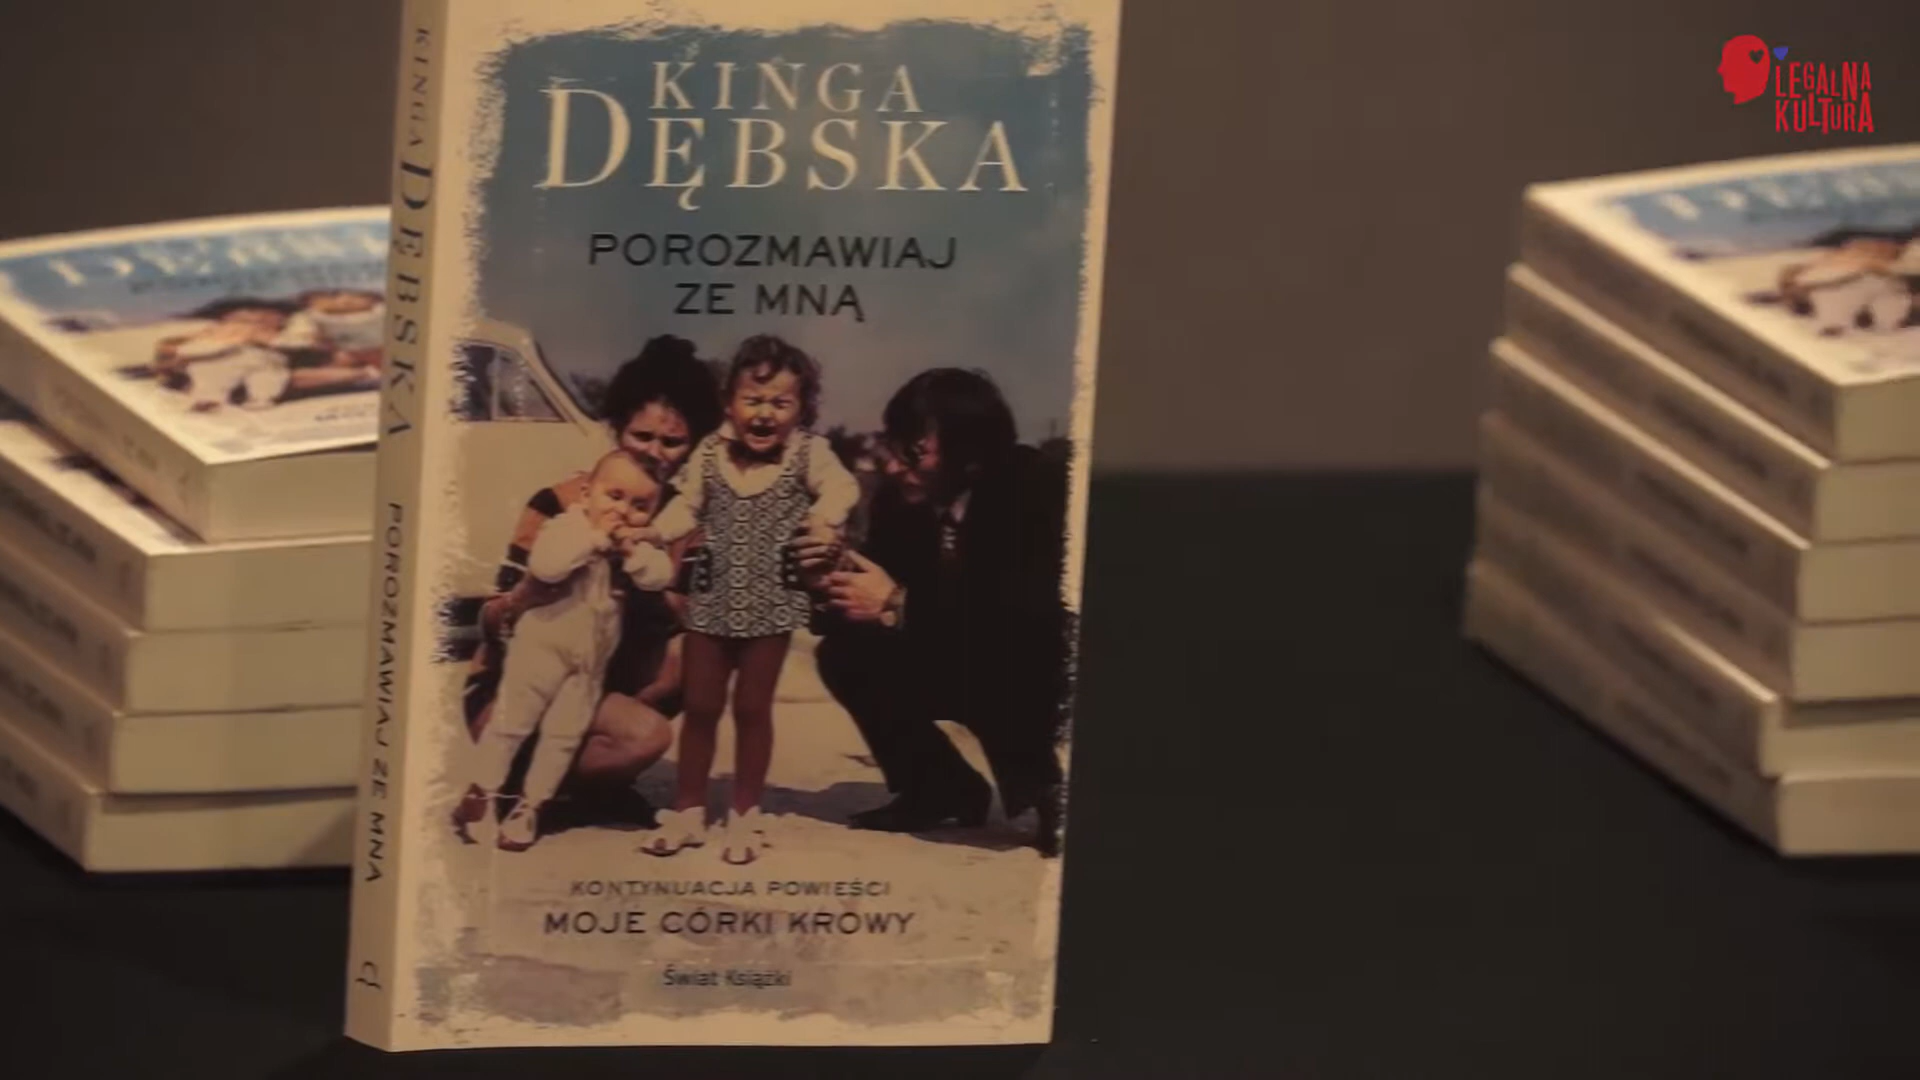 LEGALNA
KULTURA
KINGA
DĘBSKA
POROZMAWIAJ
ZE MNĄ
KONTYNUACJA POWIEŚCI
MOJE CÓRKI KROWY
Świat Książki
KINGA DĘBSKA POROZMAWIAJ ZE MNĄ